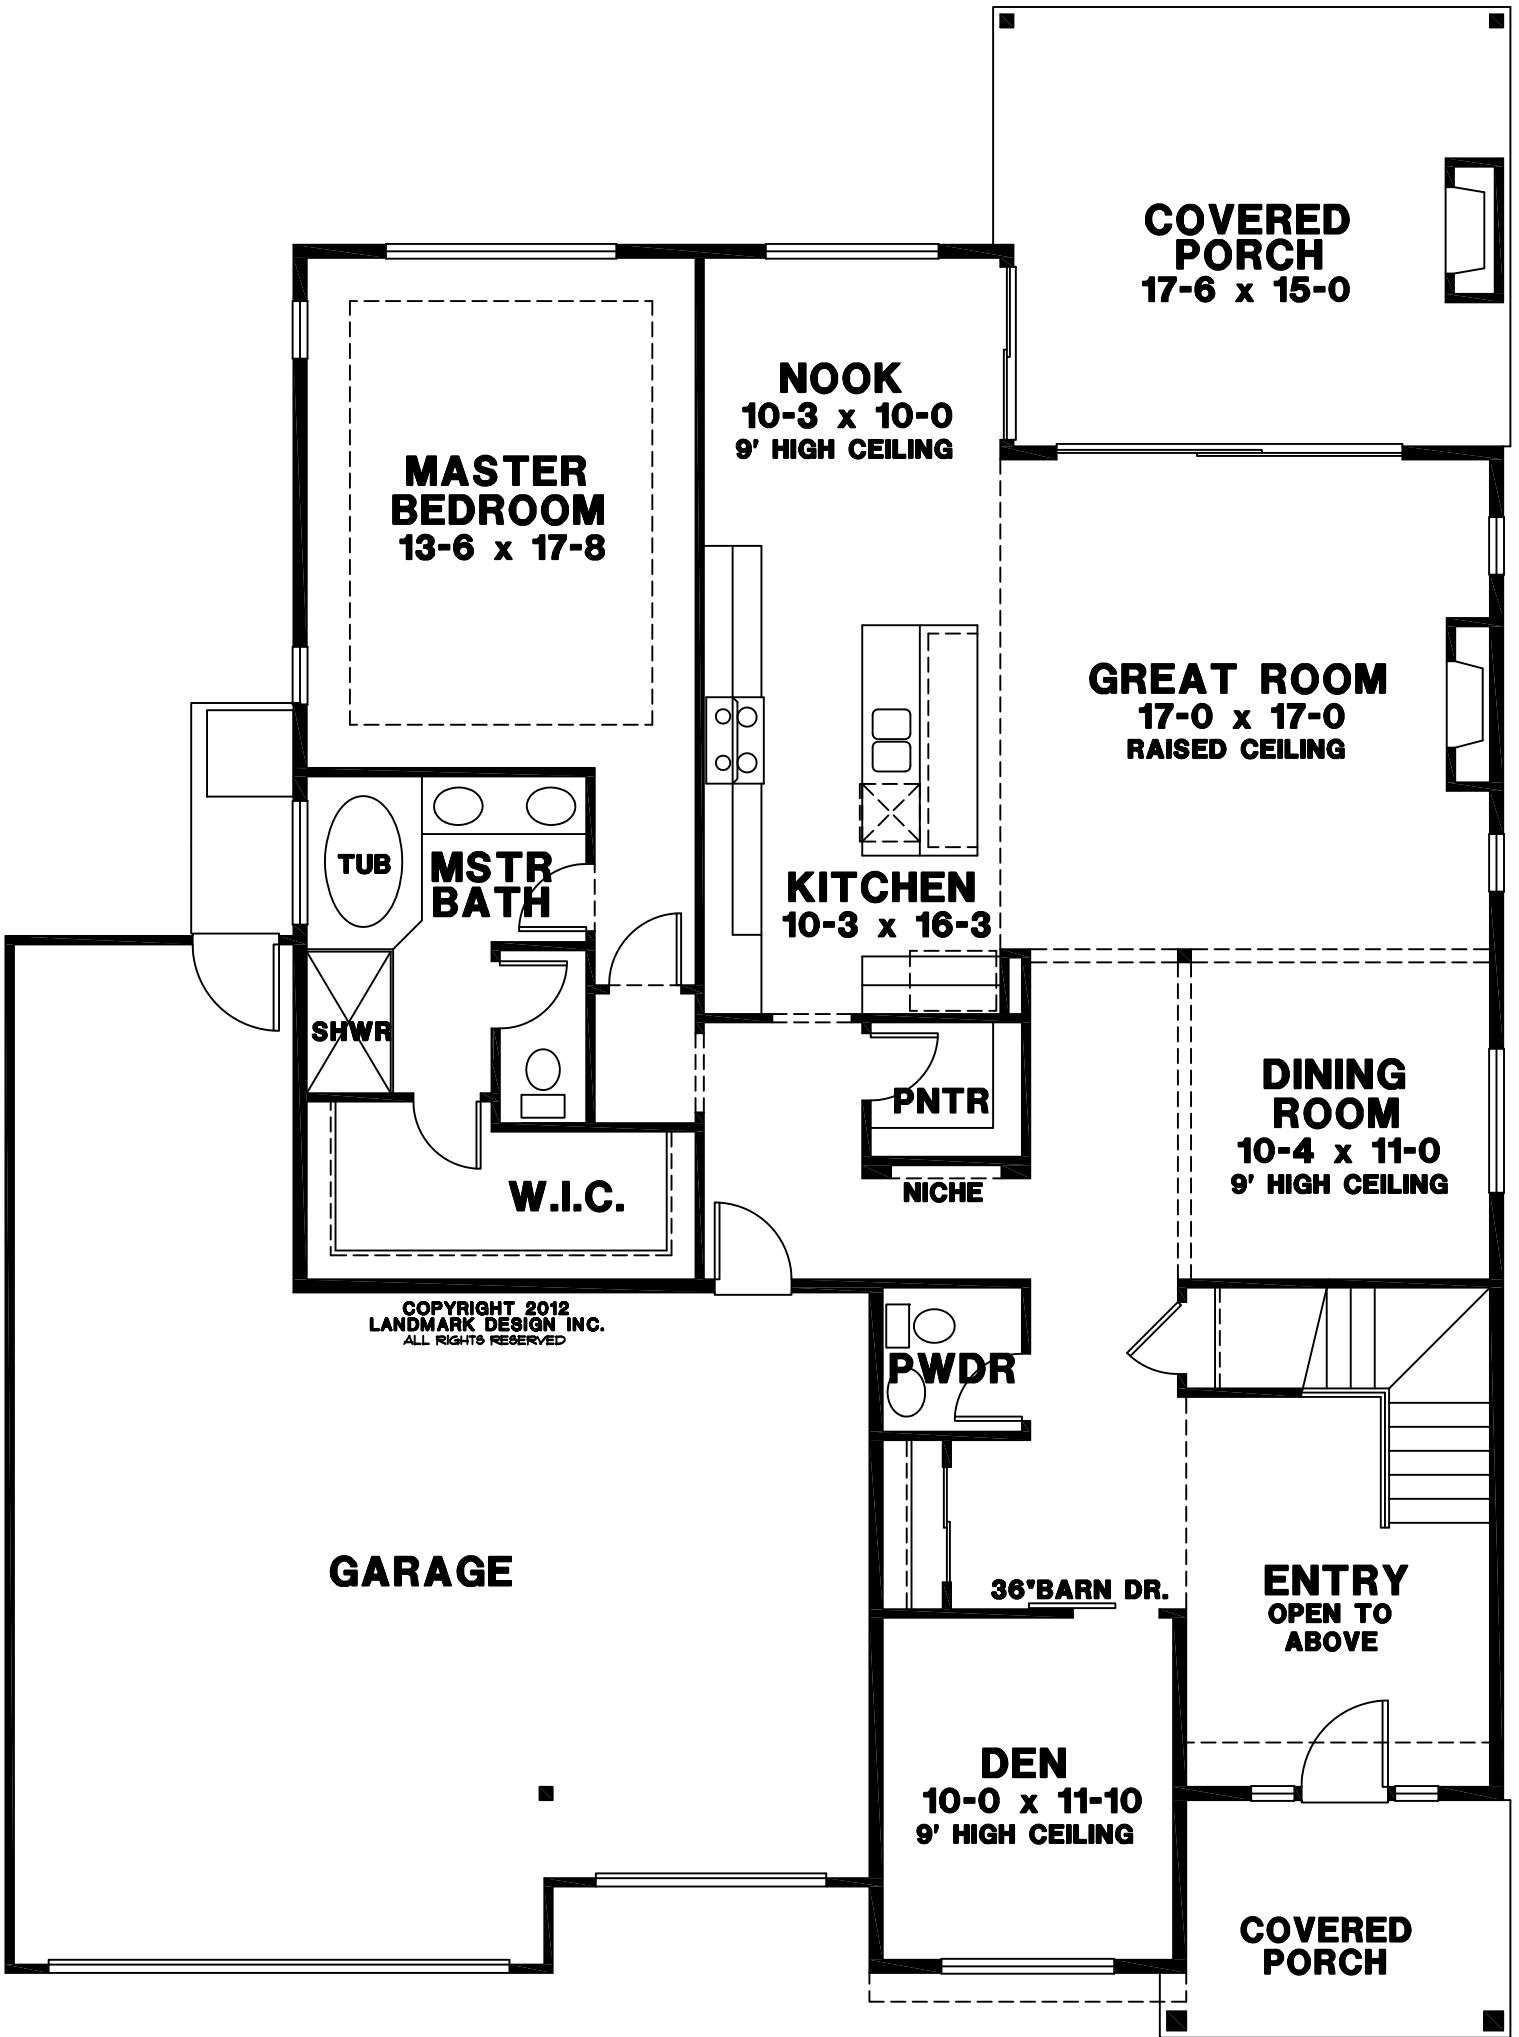 COVERED
PORCH
17-6 x 15-0
NOOK
10-3 x 10-0
9' HIGH CEILING
MASTER
BEDROOM
13-6 x 17-8
GREAT ROOM
17-0 x 17-0
RAISED CEILING
TUB
MSTR
BATH
KITCHEN
10-3 x 16-3
SHWR
PNTR
DINING
ROOM
10-4 x 11-0
9' HIGH CEILING
W.I.C.
NICHE
COPYRIGHT 2012
LANDMARK DESIGN INC.
ALL RIGHTS RESERVED
PWDR
GARAGE
36"BARN DR.
ENTRY
OPEN TO
ABOVE
DEN
10-0 x 11-10
9' HIGH CEILING
COVERED
PORCH